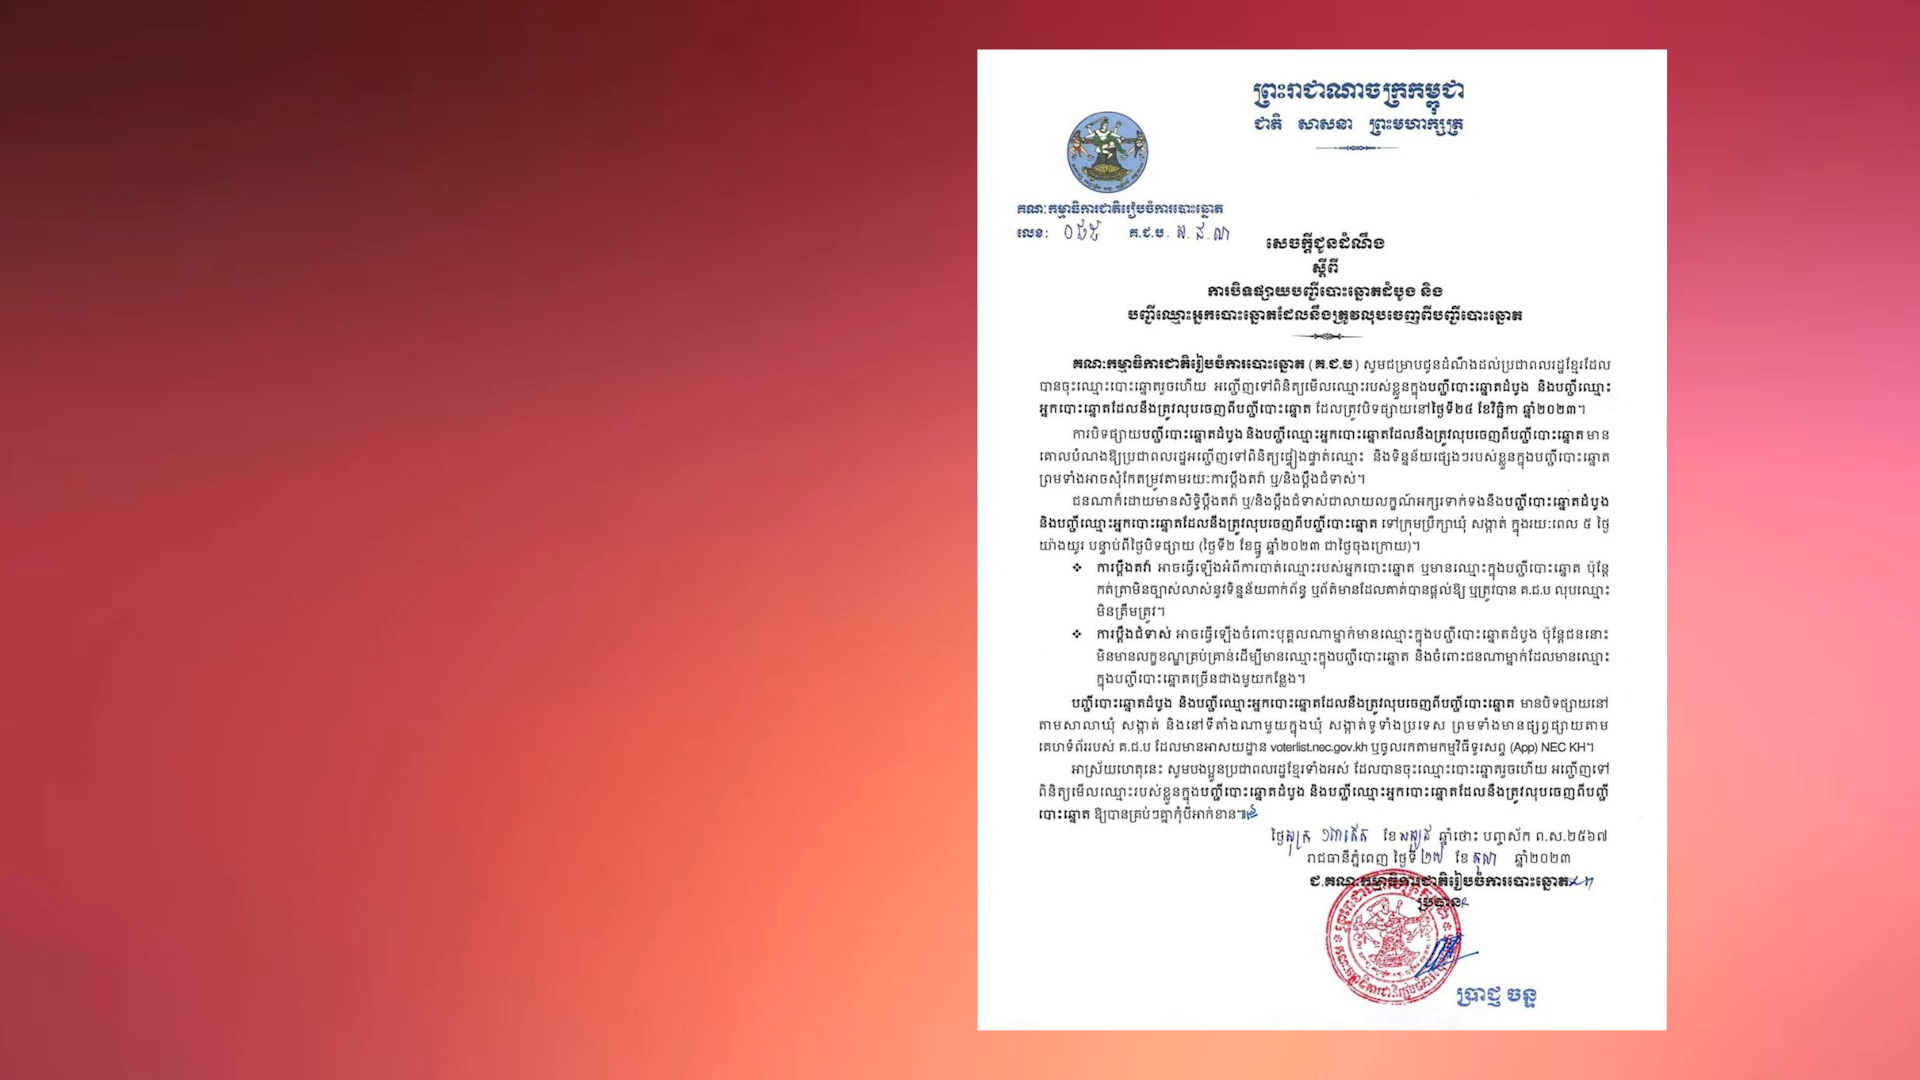 ព្រះរាជាណាចក្រកម្ពុជា
ជាតិ សាសនា ព្រះមហាក្សត្រ
គណៈកម្មាធិការជាតិរៀបចំការបោះឆ្នោត
លេខៈ គ.ជ.ប.
សេចក្តីជូនដំណឹង
ស្តីពី
ការបិទផ្សាយបញ្ជីបោះឆ្នោតដំបូង និង
បញ្ជីឈ្មោះអ្នកបោះឆ្នោតដែលនឹងត្រូវលុបចេញពីបញ្ជីបោះឆ្នោត
គណៈកម្មាធិការជាតិរៀបចំការបោះឆ្នោត (គ.ជ.ប) សូមជម្រាបជូនដំណឹងដល់ប្រជាពលរដ្ឋខ្មែរដែល
បានចុះឈ្មោះបោះឆ្នោតរួចហើយ អញ្ជើញទៅពិនិត្យមើលឈ្មោះរបស់ខ្លួនក្នុងបញ្ជីបោះឆ្នោតដំបូង និងបញ្ជីឈ្មោះ
អ្នកបោះឆ្នោតដែលនឹងត្រូវលុបចេញពីបញ្ជីបោះឆ្នោត ដែលត្រូវបិទផ្សាយនៅថ្ងៃទី២៨ ខែវិច្ឆិកា ឆ្នាំ២០២៣។
ការបិទផ្សាយបញ្ជីបោះឆ្នោតដំបូង និងបញ្ជីឈ្មោះអ្នកបោះឆ្នោតដែលនឹងត្រូវលុបចេញពីបញ្ជីបោះឆ្នោត មាន
គោលបំណងឱ្យប្រជាពលរដ្ឋអញ្ជើញទៅពិនិត្យផ្ទៀងផ្ទាត់ឈ្មោះ និងទិន្នន័យផ្សេងៗរបស់ខ្លួនក្នុងបញ្ជីបោះឆ្នោត
ព្រមទាំងអាចសុំកែតម្រូវតាមរយៈការប្តឹងតវ៉ា ឬ/និងប្តឹងជំទាស់។
ជនណាក៏ដោយមានសិទ្ធិប្តឹងតវ៉ា ឬ/និងប្តឹងជំទាស់ជាលាយលក្ខណ៍អក្សរទាក់ទងនឹងបញ្ជីបោះឆ្នោតដំបូង
និងបញ្ជីឈ្មោះអ្នកបោះឆ្នោតដែលនឹងត្រូវលុបចេញពីបញ្ជីបោះឆ្នោត ទៅក្រុមប្រឹក្សាឃុំ សង្កាត់ ក្នុងរយៈពេល ៥ ថ្ងៃ
យ៉ាងយូរ បន្ទាប់ពីថ្ងៃបិទផ្សាយ (ថ្ងៃទី២ ខែធ្នូ ឆ្នាំ២០២៣ ជាថ្ងៃចុងក្រោយ)។
❖ ការប្តឹងតវ៉ា អាចធ្វើឡើងអំពីការបាត់ឈ្មោះរបស់អ្នកបោះឆ្នោត ឬមានឈ្មោះក្នុងបញ្ជីបោះឆ្នោត ប៉ុន្តែ
កត់ត្រាមិនច្បាស់លាស់នូវទិន្នន័យពាក់ព័ន្ធ ឬព័ត៌មានដែលគាត់បានផ្តល់ឱ្យ ឬត្រូវបាន គ.ជ.ប លុបឈ្មោះ
មិនត្រឹមត្រូវ។
❖ ការប្តឹងជំទាស់ អាចធ្វើឡើងចំពោះបុគ្គលណាម្នាក់មានឈ្មោះក្នុងបញ្ជីបោះឆ្នោតដំបូង ប៉ុន្តែជននោះ
មិនមានលក្ខខណ្ឌគ្រប់គ្រាន់ដើម្បីមានឈ្មោះក្នុងបញ្ជីបោះឆ្នោត និងចំពោះជនណាម្នាក់ដែលមានឈ្មោះ
ក្នុងបញ្ជីបោះឆ្នោតច្រើនជាងមួយកន្លែង។
បញ្ជីបោះឆ្នោតដំបូង និងបញ្ជីឈ្មោះអ្នកបោះឆ្នោតដែលនឹងត្រូវលុបចេញពីបញ្ជីបោះឆ្នោត មានបិទផ្សាយនៅ
តាមសាលាឃុំ សង្កាត់ និងនៅទីតាំងណាមួយក្នុងឃុំ សង្កាត់ទូទាំងប្រទេស ព្រមទាំងមានផ្សព្វផ្សាយតាម
គេហទំព័ររបស់ គ.ជ.ប ដែលមានអាសយដ្ឋាន voterlist.nec.gov.kh ឬចូលរកតាមកម្មវិធីទូរសព្ទ (App) NEC KH។
អាស្រ័យហេតុនេះ សូមបងប្អូនប្រជាពលរដ្ឋខ្មែរទាំងអស់ ដែលបានចុះឈ្មោះបោះឆ្នោតរួចហើយ អញ្ជើញទៅ
ពិនិត្យមើលឈ្មោះរបស់ខ្លួនក្នុងបញ្ជីបោះឆ្នោតដំបូង និងបញ្ជីឈ្មោះអ្នកបោះឆ្នោតដែលនឹងត្រូវលុបចេញពីបញ្ជី
បោះឆ្នោត ឱ្យបានគ្រប់ៗគ្នាកុំបីអាក់ខាន៕
ថ្ងៃសុក្រ ១៣កើត ខែអស្សុជ ឆ្នាំថោះ បញ្ចស័ក ព.ស.២៥៦៧
រាជធានីភ្នំពេញ ថ្ងៃទី ២៧ ខែ តុលា ឆ្នាំ២០២៣
ជ.គណៈកម្មាធិការជាតិរៀបចំការបោះឆ្នោត
ប្រធាន
ប្រាជ្ញ ចន្ទ